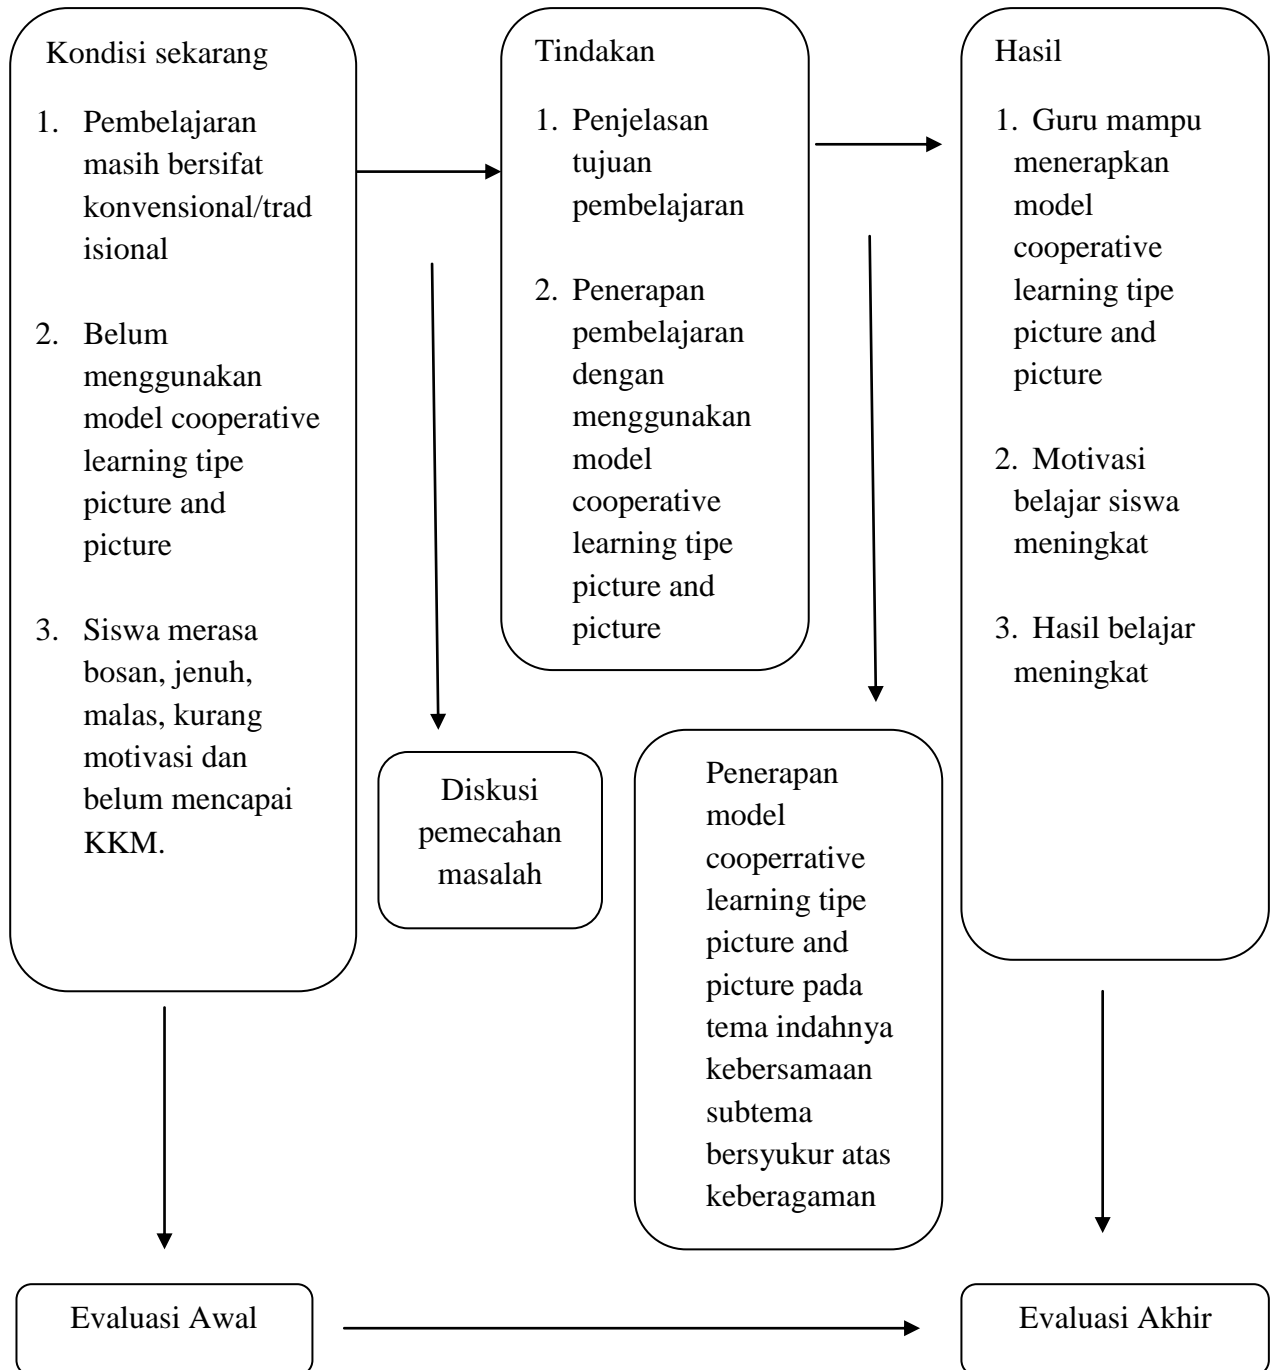 Kondisi sekarang
1. Pembelajaran
masih bersifat
konvensional/trad
isional
2. Belum
menggunakan
model cooperative
learning tipe
picture and
picture
3. Siswa merasa
bosan, jenuh,
malas, kurang
motivasi dan
belum mencapai
KKM.
Tindakan
1. Penjelasan
tujuan
pembelajaran
2. Penerapan
pembelajaran
dengan
menggunakan
model
cooperative
learning tipe
picture and
picture
Hasil
1. Guru mampu
menerapkan
model
cooperative
learning tipe
picture and
picture
2. Motivasi
belajar siswa
meningkat
3. Hasil belajar
meningkat
Diskusi
pemecahan
masalah
Penerapan
model
cooperrative
learning tipe
picture and
picture pada
tema indahnya
kebersamaan
subtema
bersyukur atas
keberagaman
Evaluasi Awal
Evaluasi Akhir